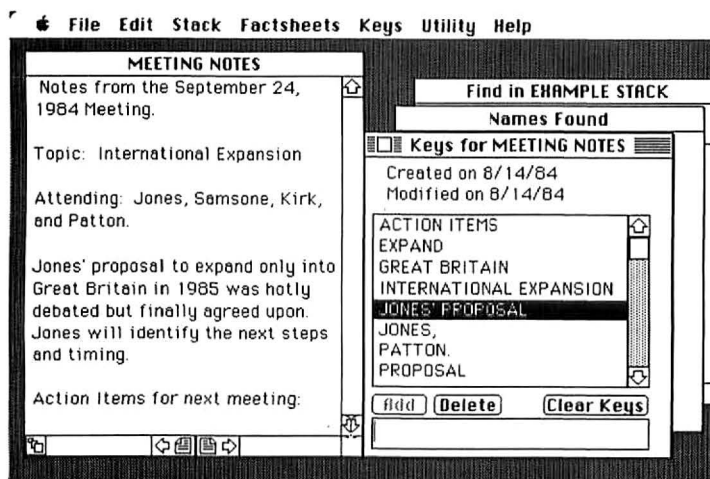 File Edit Stack Factsheets Keys Utility Help
MEETING NOTES
Notes from the September 24,
1984 Meeting.
Topic: International Expansion
Attending: Jones, Samsone, Kirk,
and Patton.
Jones' proposal to expand only into
Great Britain in 1985 was hotly
debated but finally agreed upon.
Jones will identify the next steps
and timing.
Action Items for next meeting:
Find in EXAMPLE STACK
Names Found
Keys for MEETING NOTES
Created on 8/14/84
Modified on 8/14/84
ACTION ITEMS
EXPAND
GREAT BRITAIN
INTERNATIONAL EXPANSION
JONES' PROPOSAL
JONES,
PATTON.
PROPOSAL
Add Delete Clear Keys